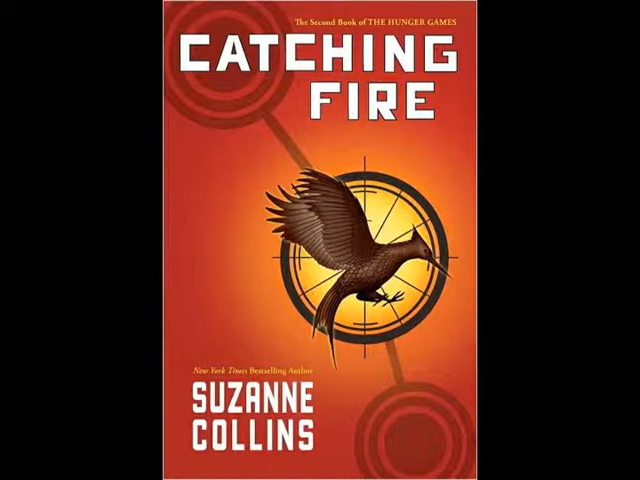 The Second Book of THE HUNGER GAMES
CATCHING
FIRE
New York Times Bestselling Author
SUZANNE
COLLINS